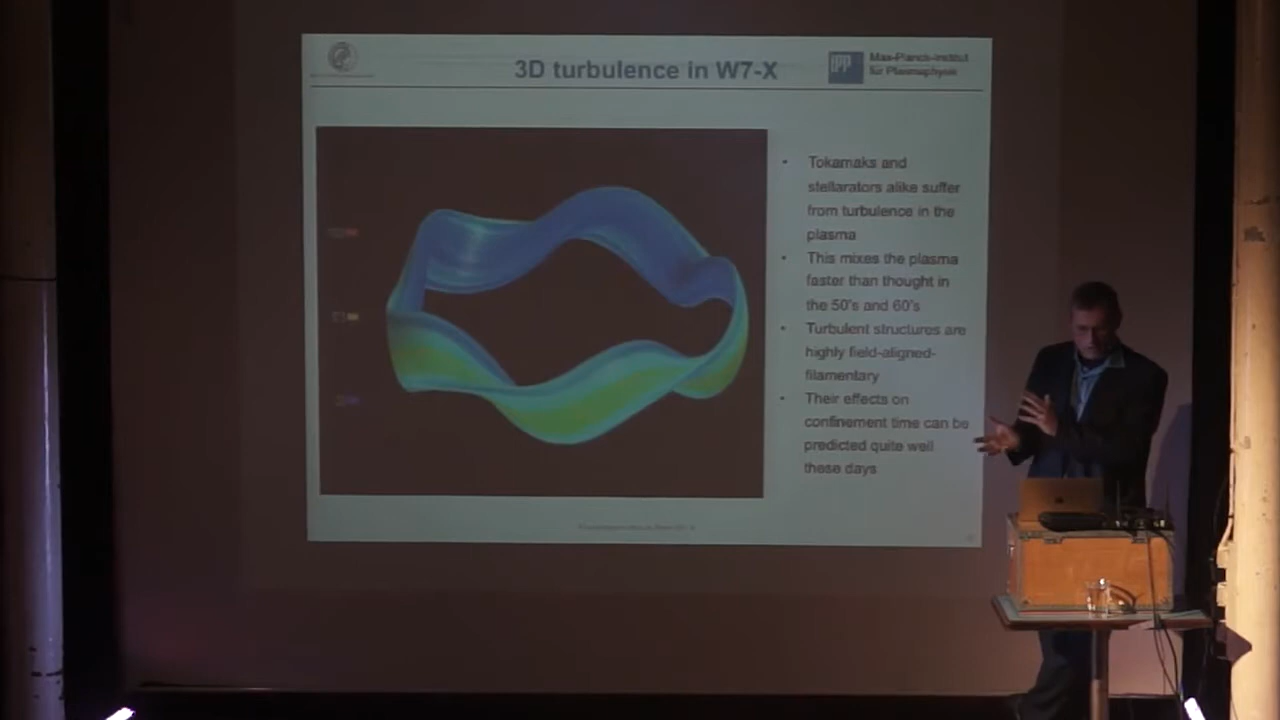 3D turbulence in W7-X
IPP
Max-Planck-Institut
für Plasmaphysik
• Tokamaks and
stellarators alike suffer
from turbulence in the
plasma
• This mixes the plasma
faster than thought in
the 50's and 60's
• Turbulent structures are
highly field-aligned-
filamentary
• Their effects on
confinement time can be
predicted quite well
these days